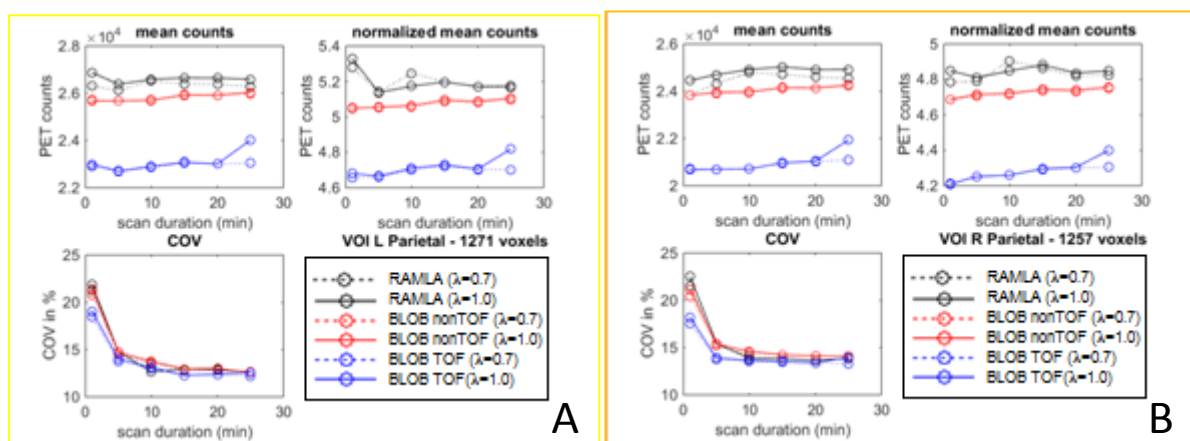 mean counts
normalized mean counts
×10⁴
PET counts
2.8
2.6
2.4
2.2
0 10 20 30
scan duration (min)
PET counts
5.4
5.2
5
4.8
4.6
0 10 20 30
scan duration (min)
COV
VOI L Parietal - 1271 voxels
COV in %
25
20
15
10
0 10 20 30
scan duration (min)
RAMLA (λ=0.7)
RAMLA (λ=1.0)
BLOB nonTOF (λ=0.7)
BLOB nonTOF (λ=1.0)
BLOB TOF (λ=0.7)
BLOB TOF(λ=1.0)
A
mean counts
normalized mean counts
×10⁴
PET counts
2.6
2.4
2.2
2
0 10 20 30
scan duration (min)
PET counts
5
4.8
4.6
4.4
4.2
0 10 20 30
scan duration (min)
COV
VOI R Parietal - 1257 voxels
COV in %
25
20
15
10
0 10 20 30
scan duration (min)
RAMLA (λ=0.7)
RAMLA (λ=1.0)
BLOB nonTOF (λ=0.7)
BLOB nonTOF (λ=1.0)
BLOB TOF (λ=0.7)
BLOB TOF(λ=1.0)
B